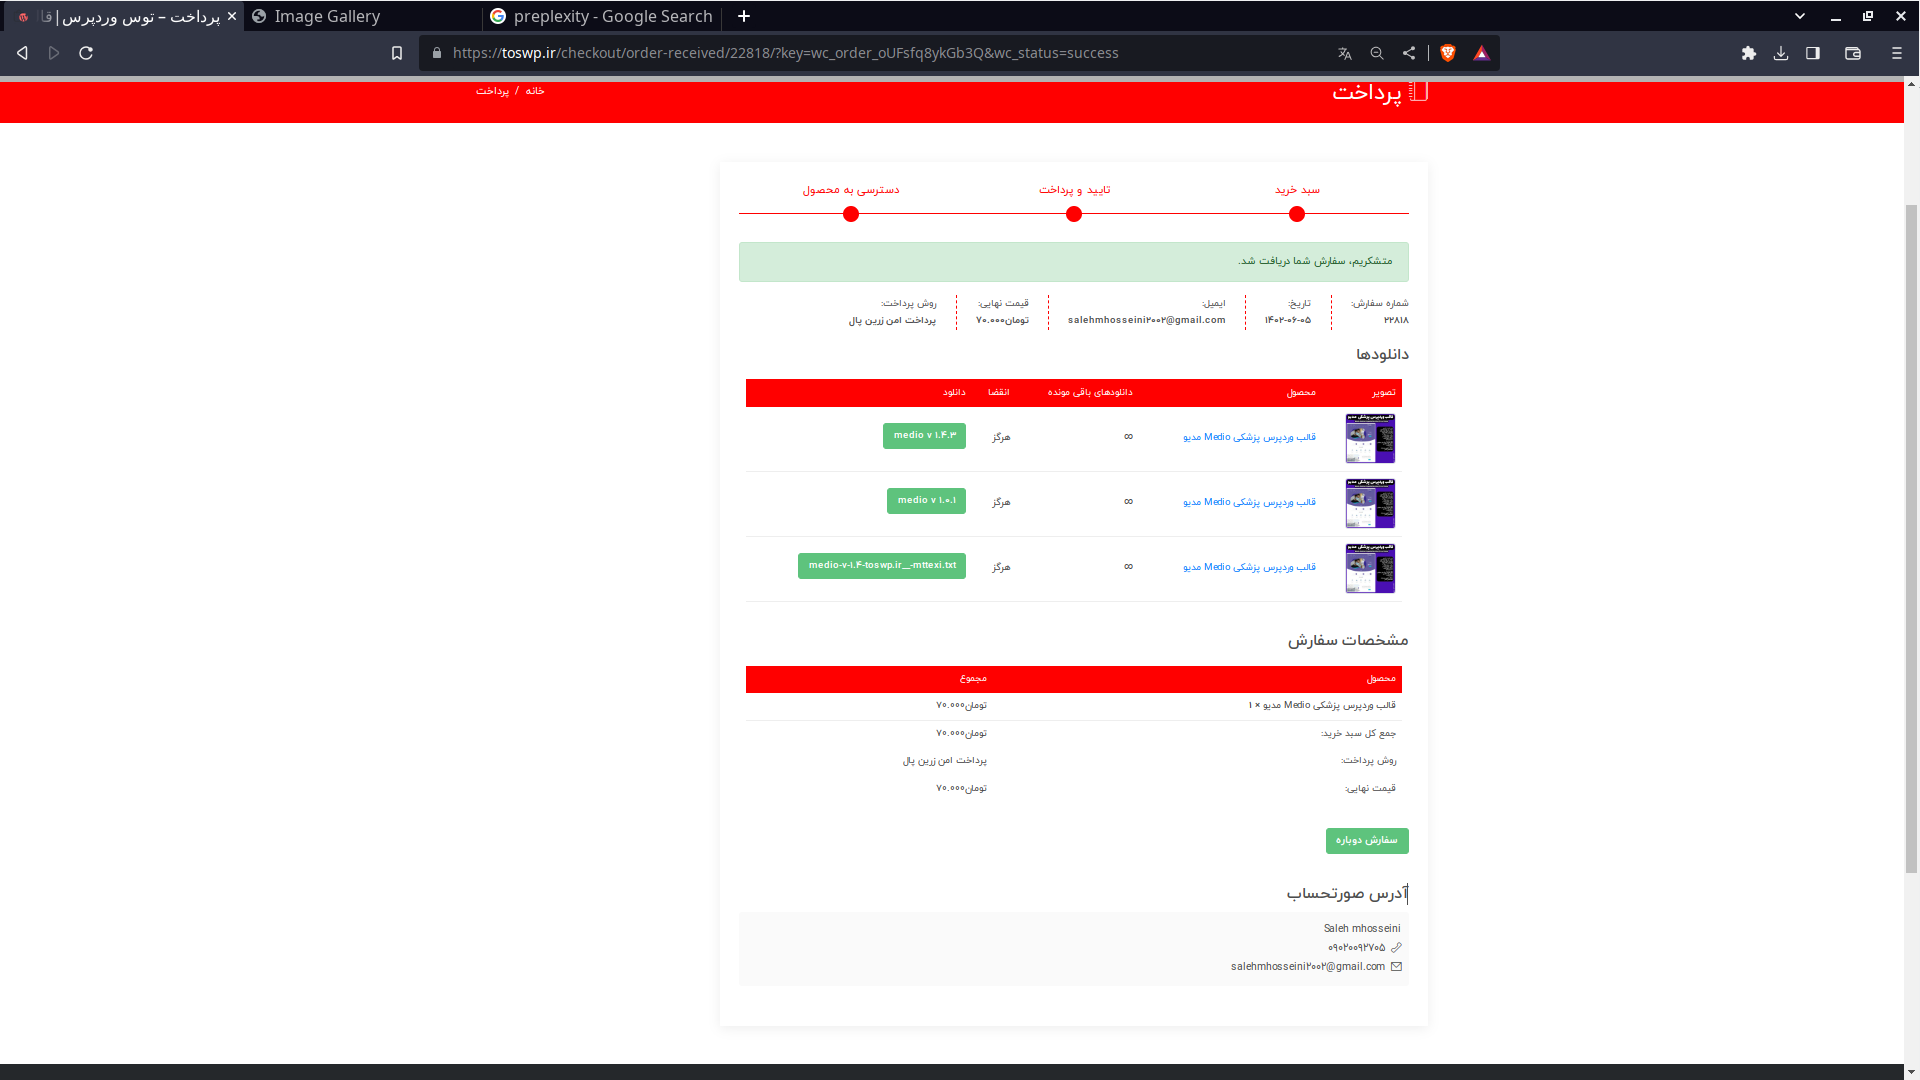 پرداخت – توس وردپرس | قا
Image Gallery
preplexity - Google Search
https://toswp.ir/checkout/order-received/22818/?key=wc_order_oUFsfq8ykGb3Q&wc_status=success
پرداخت
خانه / پرداخت
سبد خرید
تایید و پرداخت
دسترسی به محصول
متشکریم، سفارش شما دریافت شد.
شماره سفارش:
۲۲۸۱۸
تاریخ:
۱۴۰۲-۰۶-۰۵
ایمیل:
salehmhosseini۲۰۰۲@gmail.com
قیمت نهایی:
تومان۷۰.۰۰۰
روش پرداخت:
پرداخت امن زرین پال
دانلودها
تصویر محصول دانلودهای باقی مونده انقضا دانلود
قالب وردپرس پزشکی Medio مدیو ∞ هرگز medio v ۱.۴.۳
قالب وردپرس پزشکی Medio مدیو ∞ هرگز medio v ۱.۰.۱
قالب وردپرس پزشکی Medio مدیو ∞ هرگز medio-v-۱.۴-toswp.ir__-mttexi.txt
مشخصات سفارش
محصول مجموع
قالب وردپرس پزشکی Medio مدیو × ۱ تومان۷۰.۰۰۰
جمع کل سبد خرید: تومان۷۰.۰۰۰
روش پرداخت: پرداخت امن زرین پال
قیمت نهایی: تومان۷۰.۰۰۰
سفارش دوباره
آدرس صورتحساب
Saleh mhosseini
۰۹۰۲۰۰۹۲۷۰۵
salehmhosseini۲۰۰۲@gmail.com